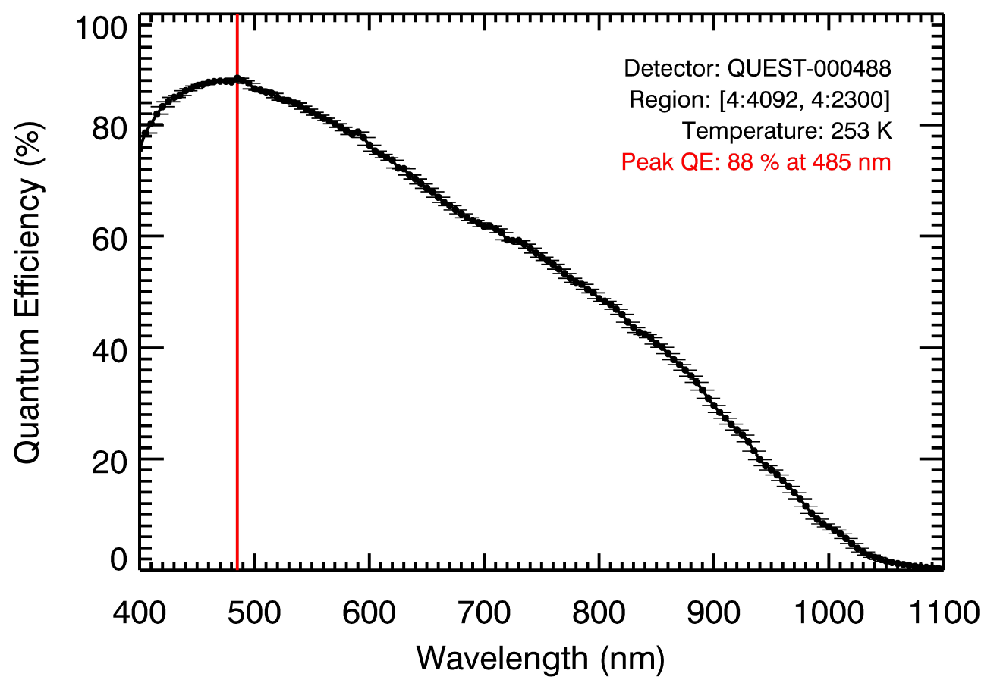 100
80
60
40
20
0
Quantum Efficiency (%)
Detector: QUEST-000488
Region: [4:4092, 4:2300]
Temperature: 253 K
Peak QE: 88 % at 485 nm
400 500 600 700 800 900 1000 1100
Wavelength (nm)